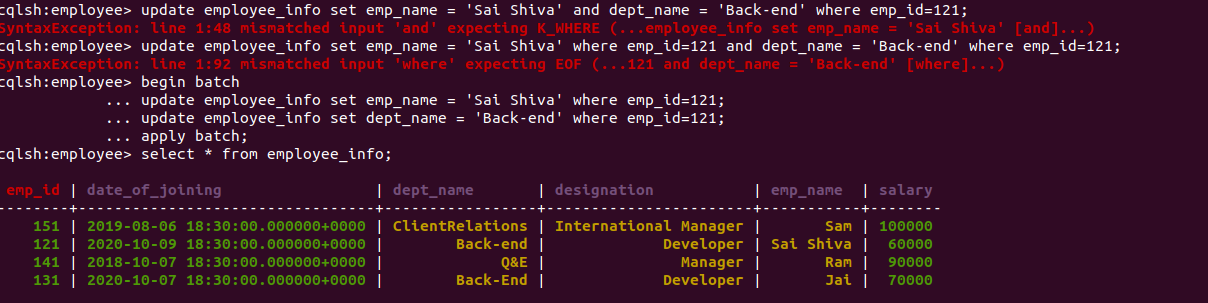 cqlsh:employee> update employee_info set emp_name = 'Sai Shiva' and dept_name = 'Back-end' where emp_id=121;
SyntaxException: line 1:48 mismatched input 'and' expecting K_WHERE (...employee_info set emp_name = 'Sai Shiva' [and]...)
cqlsh:employee> update employee_info set emp_name = 'Sai Shiva' where emp_id=121 and dept_name = 'Back-end' where emp_id=121;
SyntaxException: line 1:92 mismatched input 'where' expecting EOF (...121 and dept_name = 'Back-end' [where]...)
cqlsh:employee> begin batch
... update employee_info set emp_name = 'Sai Shiva' where emp_id=121;
... update employee_info set dept_name = 'Back-end' where emp_id=121;
... apply batch;
cqlsh:employee> select * from employee_info;
emp_id | date_of_joining | dept_name | designation | emp_name | salary
--------+---------------------------------+-----------------+-----------------------+-----------+--------
151 | 2019-08-06 18:30:00.000000+0000 | ClientRelations | International Manager | Sam | 100000
121 | 2020-10-09 18:30:00.000000+0000 | Back-end | Developer | Sai Shiva | 60000
141 | 2018-10-07 18:30:00.000000+0000 | Q&E | Manager | Ram | 90000
131 | 2020-10-07 18:30:00.000000+0000 | Back-End | Developer | Jai | 70000